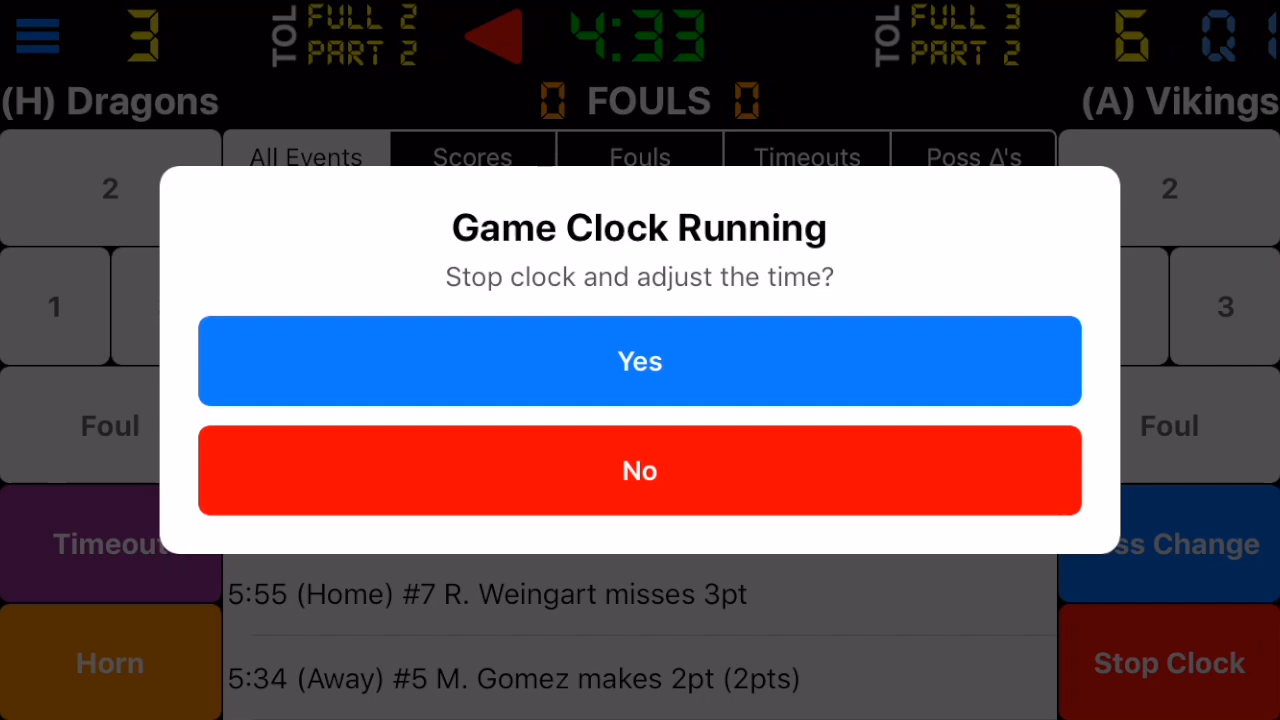 3 TOL FULL 2 4:33 TOL FULL 3 6
PART 2 PART 2
(H) Dragons 0 FOULS 0 (A) Vikings
All Events Scores Fouls Timeouts Poss Δ's
2 2
Game Clock Running
Stop clock and adjust the time?
1 3
Yes
Foul Foul
No
Timeout ss Change
5:55 (Home) #7 R. Weingart misses 3pt
Horn Stop Clock
5:34 (Away) #5 M. Gomez makes 2pt (2pts)